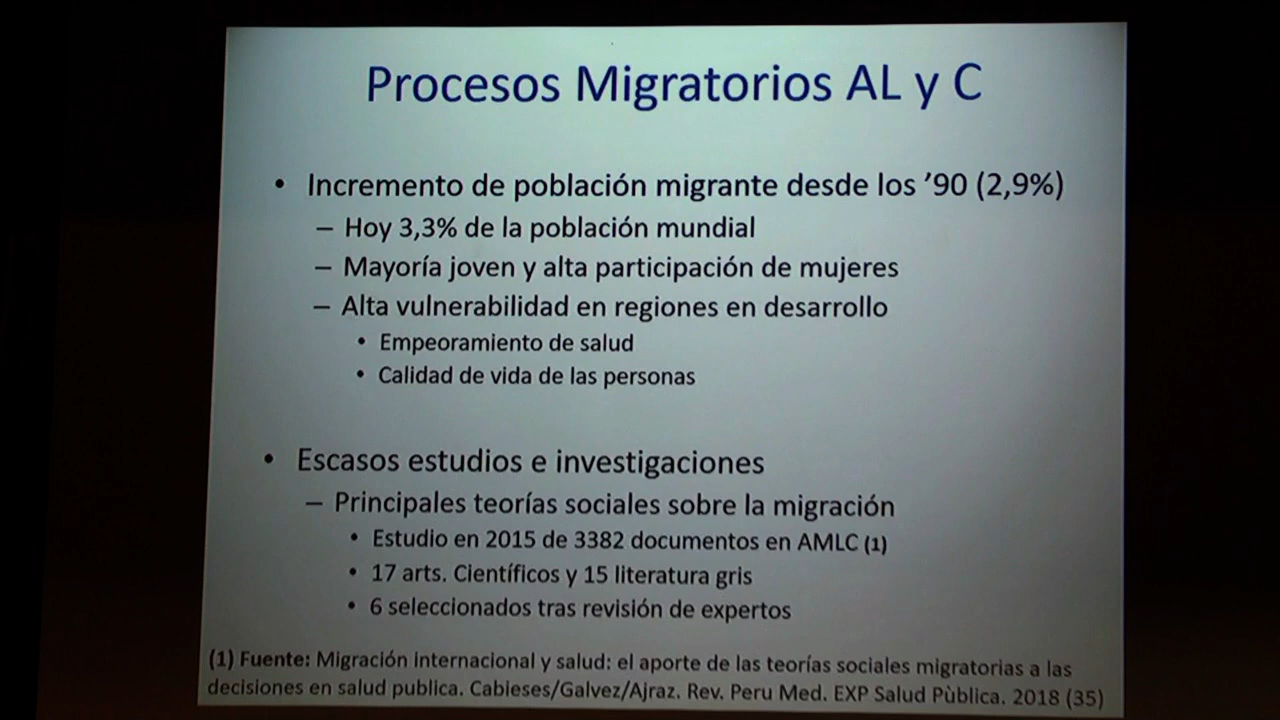 Procesos Migratorios AL y C
• Incremento de población migrante desde los ’90 (2,9%)
– Hoy 3,3% de la población mundial
– Mayoría joven y alta participación de mujeres
– Alta vulnerabilidad en regiones en desarrollo
• Empeoramiento de salud
• Calidad de vida de las personas
• Escasos estudios e investigaciones
– Principales teorías sociales sobre la migración
• Estudio en 2015 de 3382 documentos en AMLC (1)
• 17 arts. Científicos y 15 literatura gris
• 6 seleccionados tras revisión de expertos
(1) Fuente: Migración internacional y salud: el aporte de las teorías sociales migratorias a las
decisiones en salud publica. Cabieses/Galvez/Ajraz. Rev. Peru Med. EXP Salud Pùblica. 2018 (35)